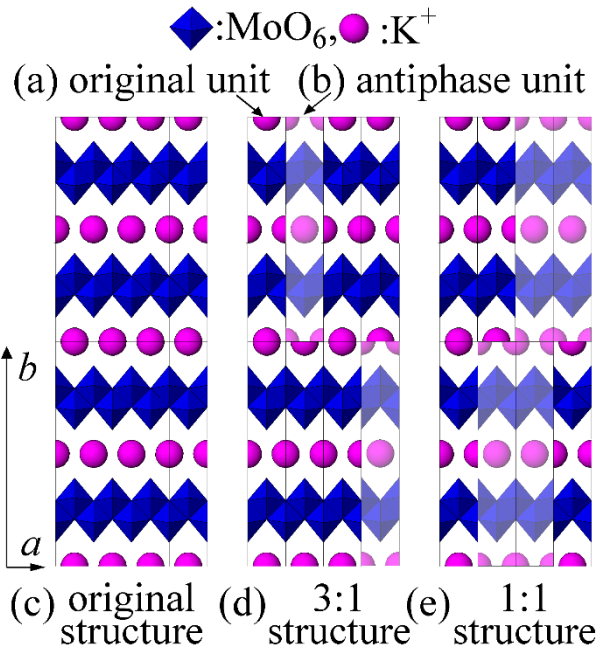 :MoO₆, :K⁺
(a) original unit (b) antiphase unit
b
a
(c) original structure
(d) 3:1 structure
(e) 1:1 structure